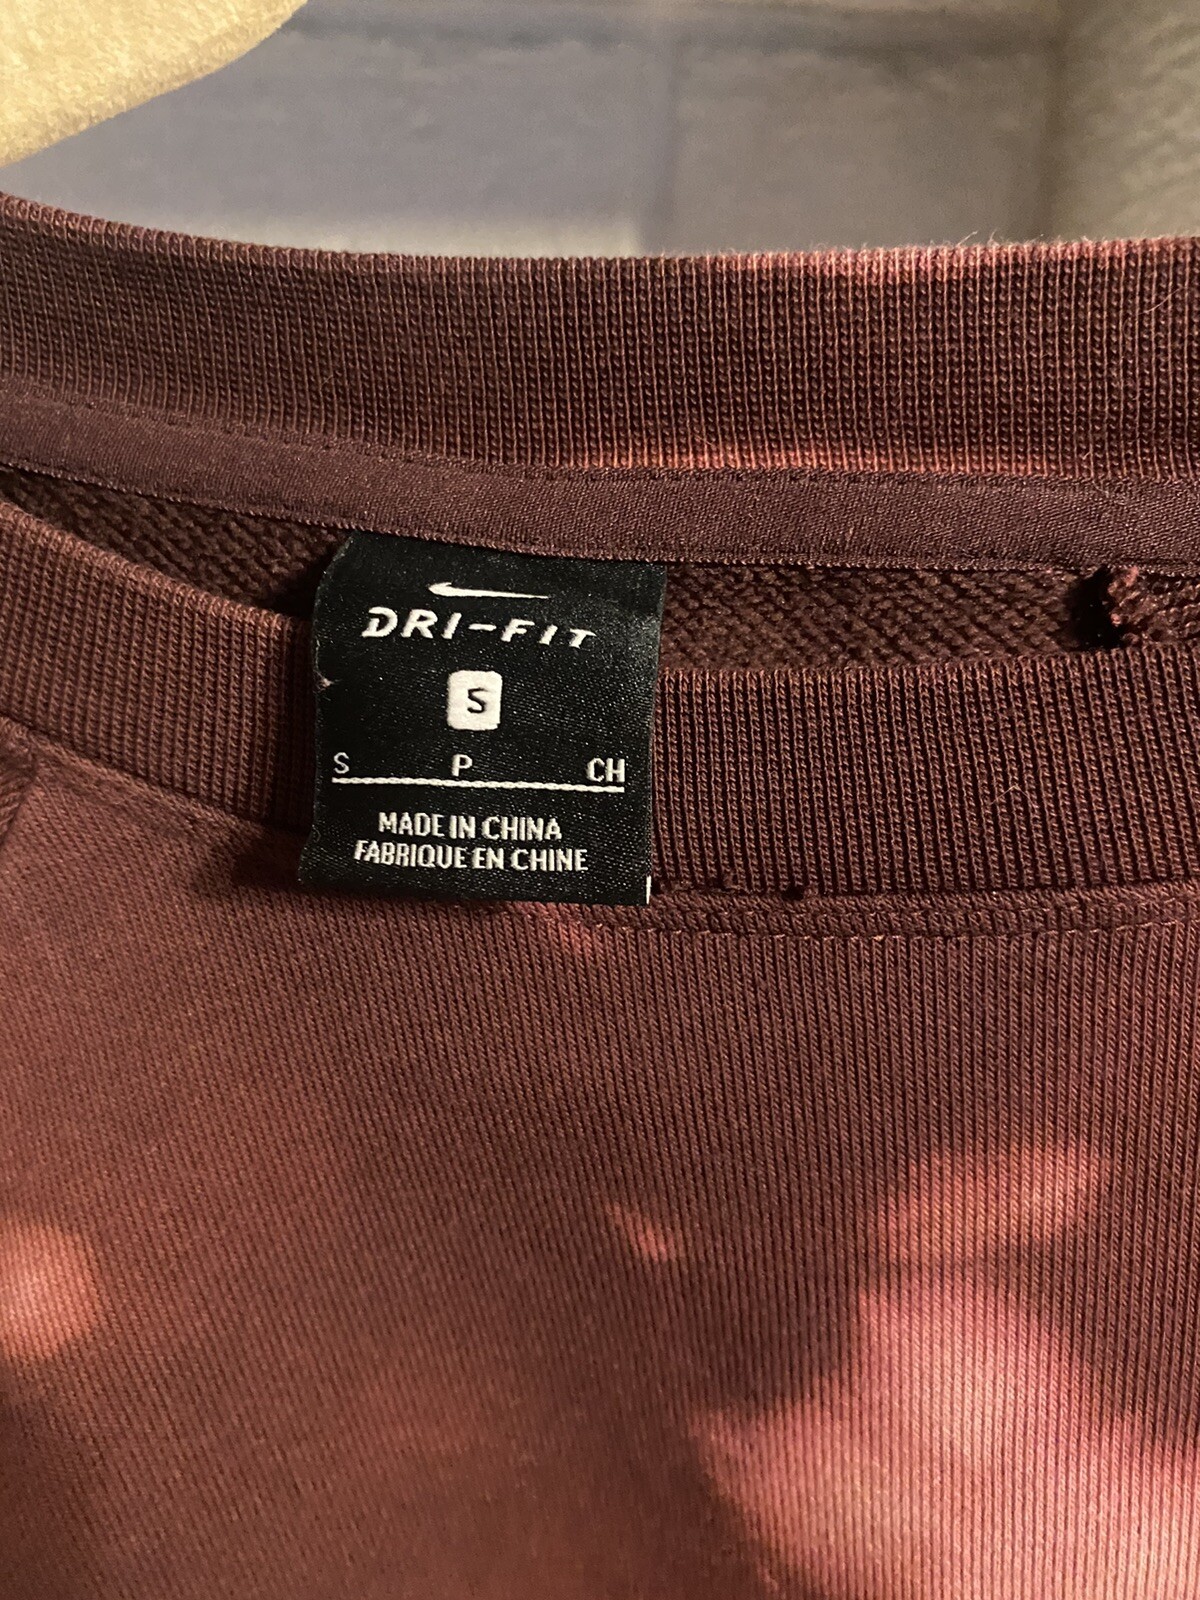 DRI-FIT
S
S P CH
MADE IN CHINA
FABRIQUE EN CHINE